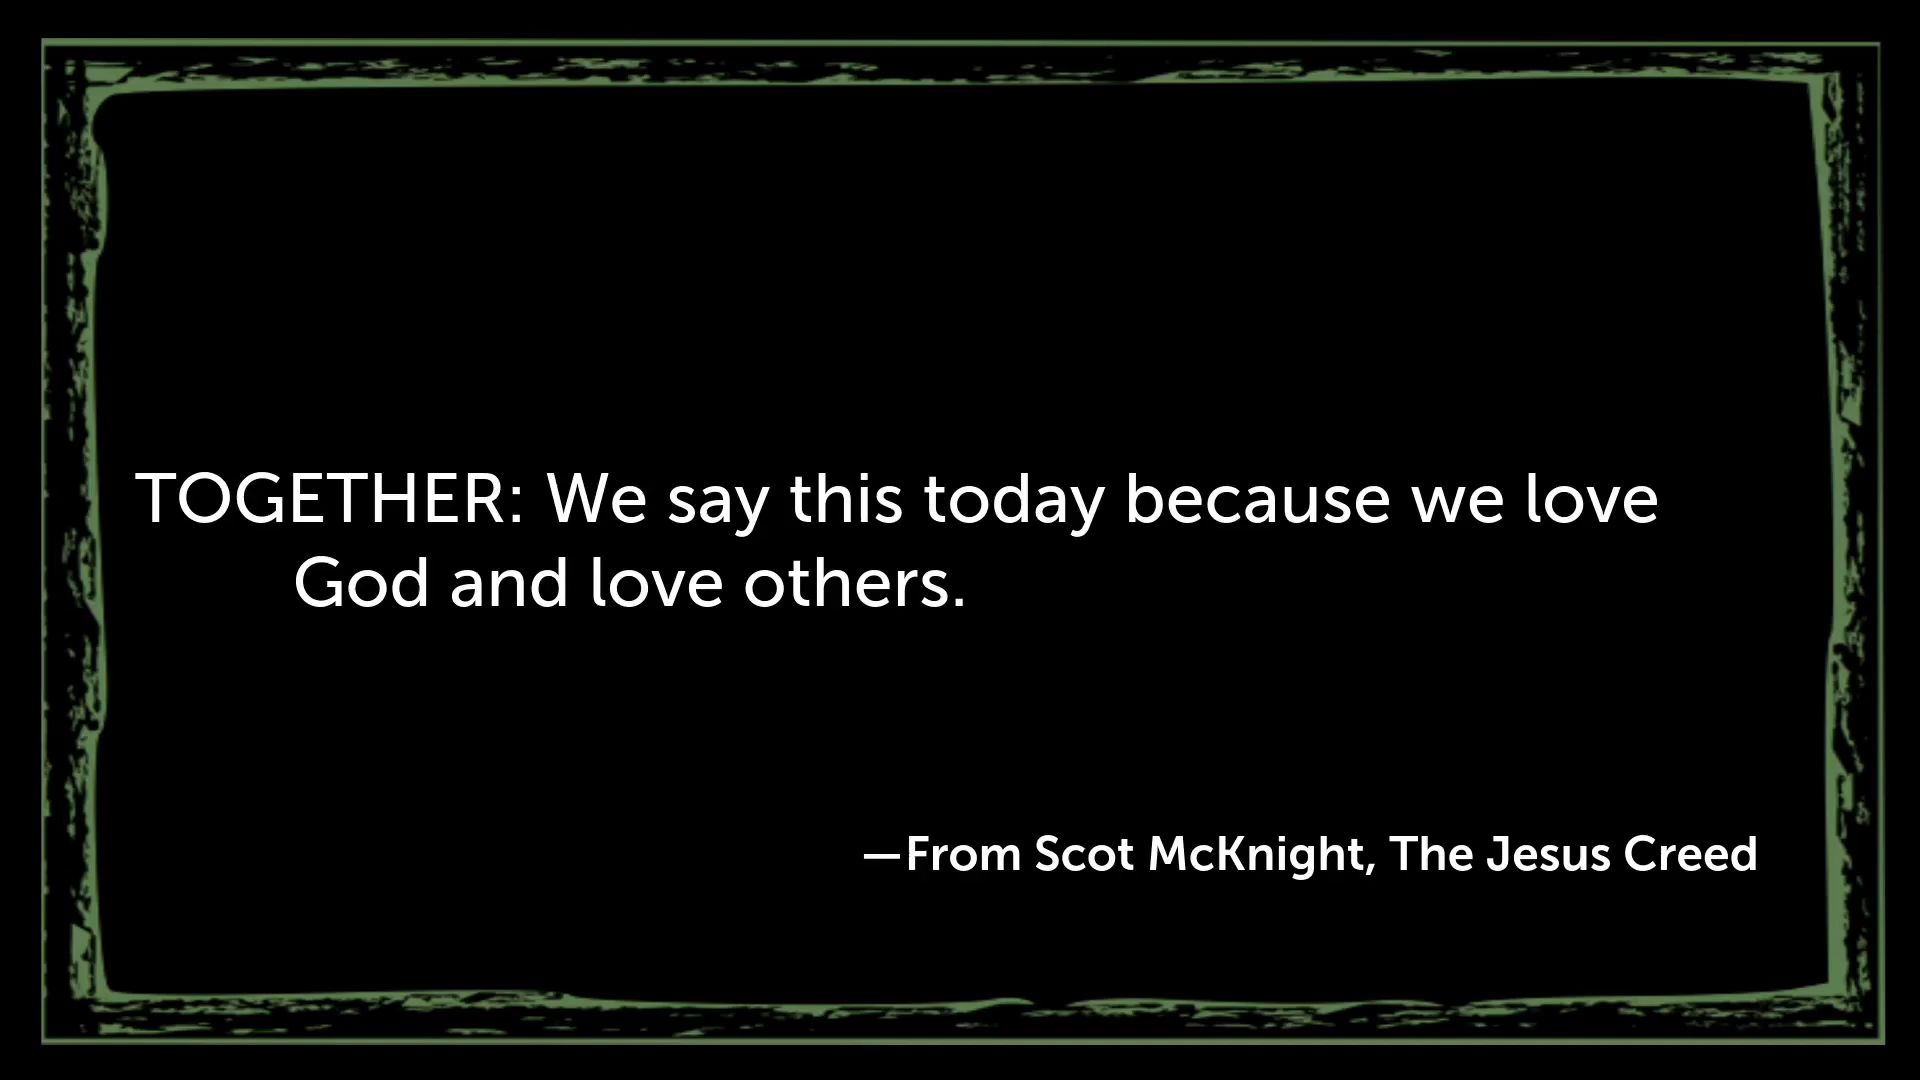 TOGETHER: We say this today because we love
God and love others.
—From Scot McKnight, The Jesus Creed